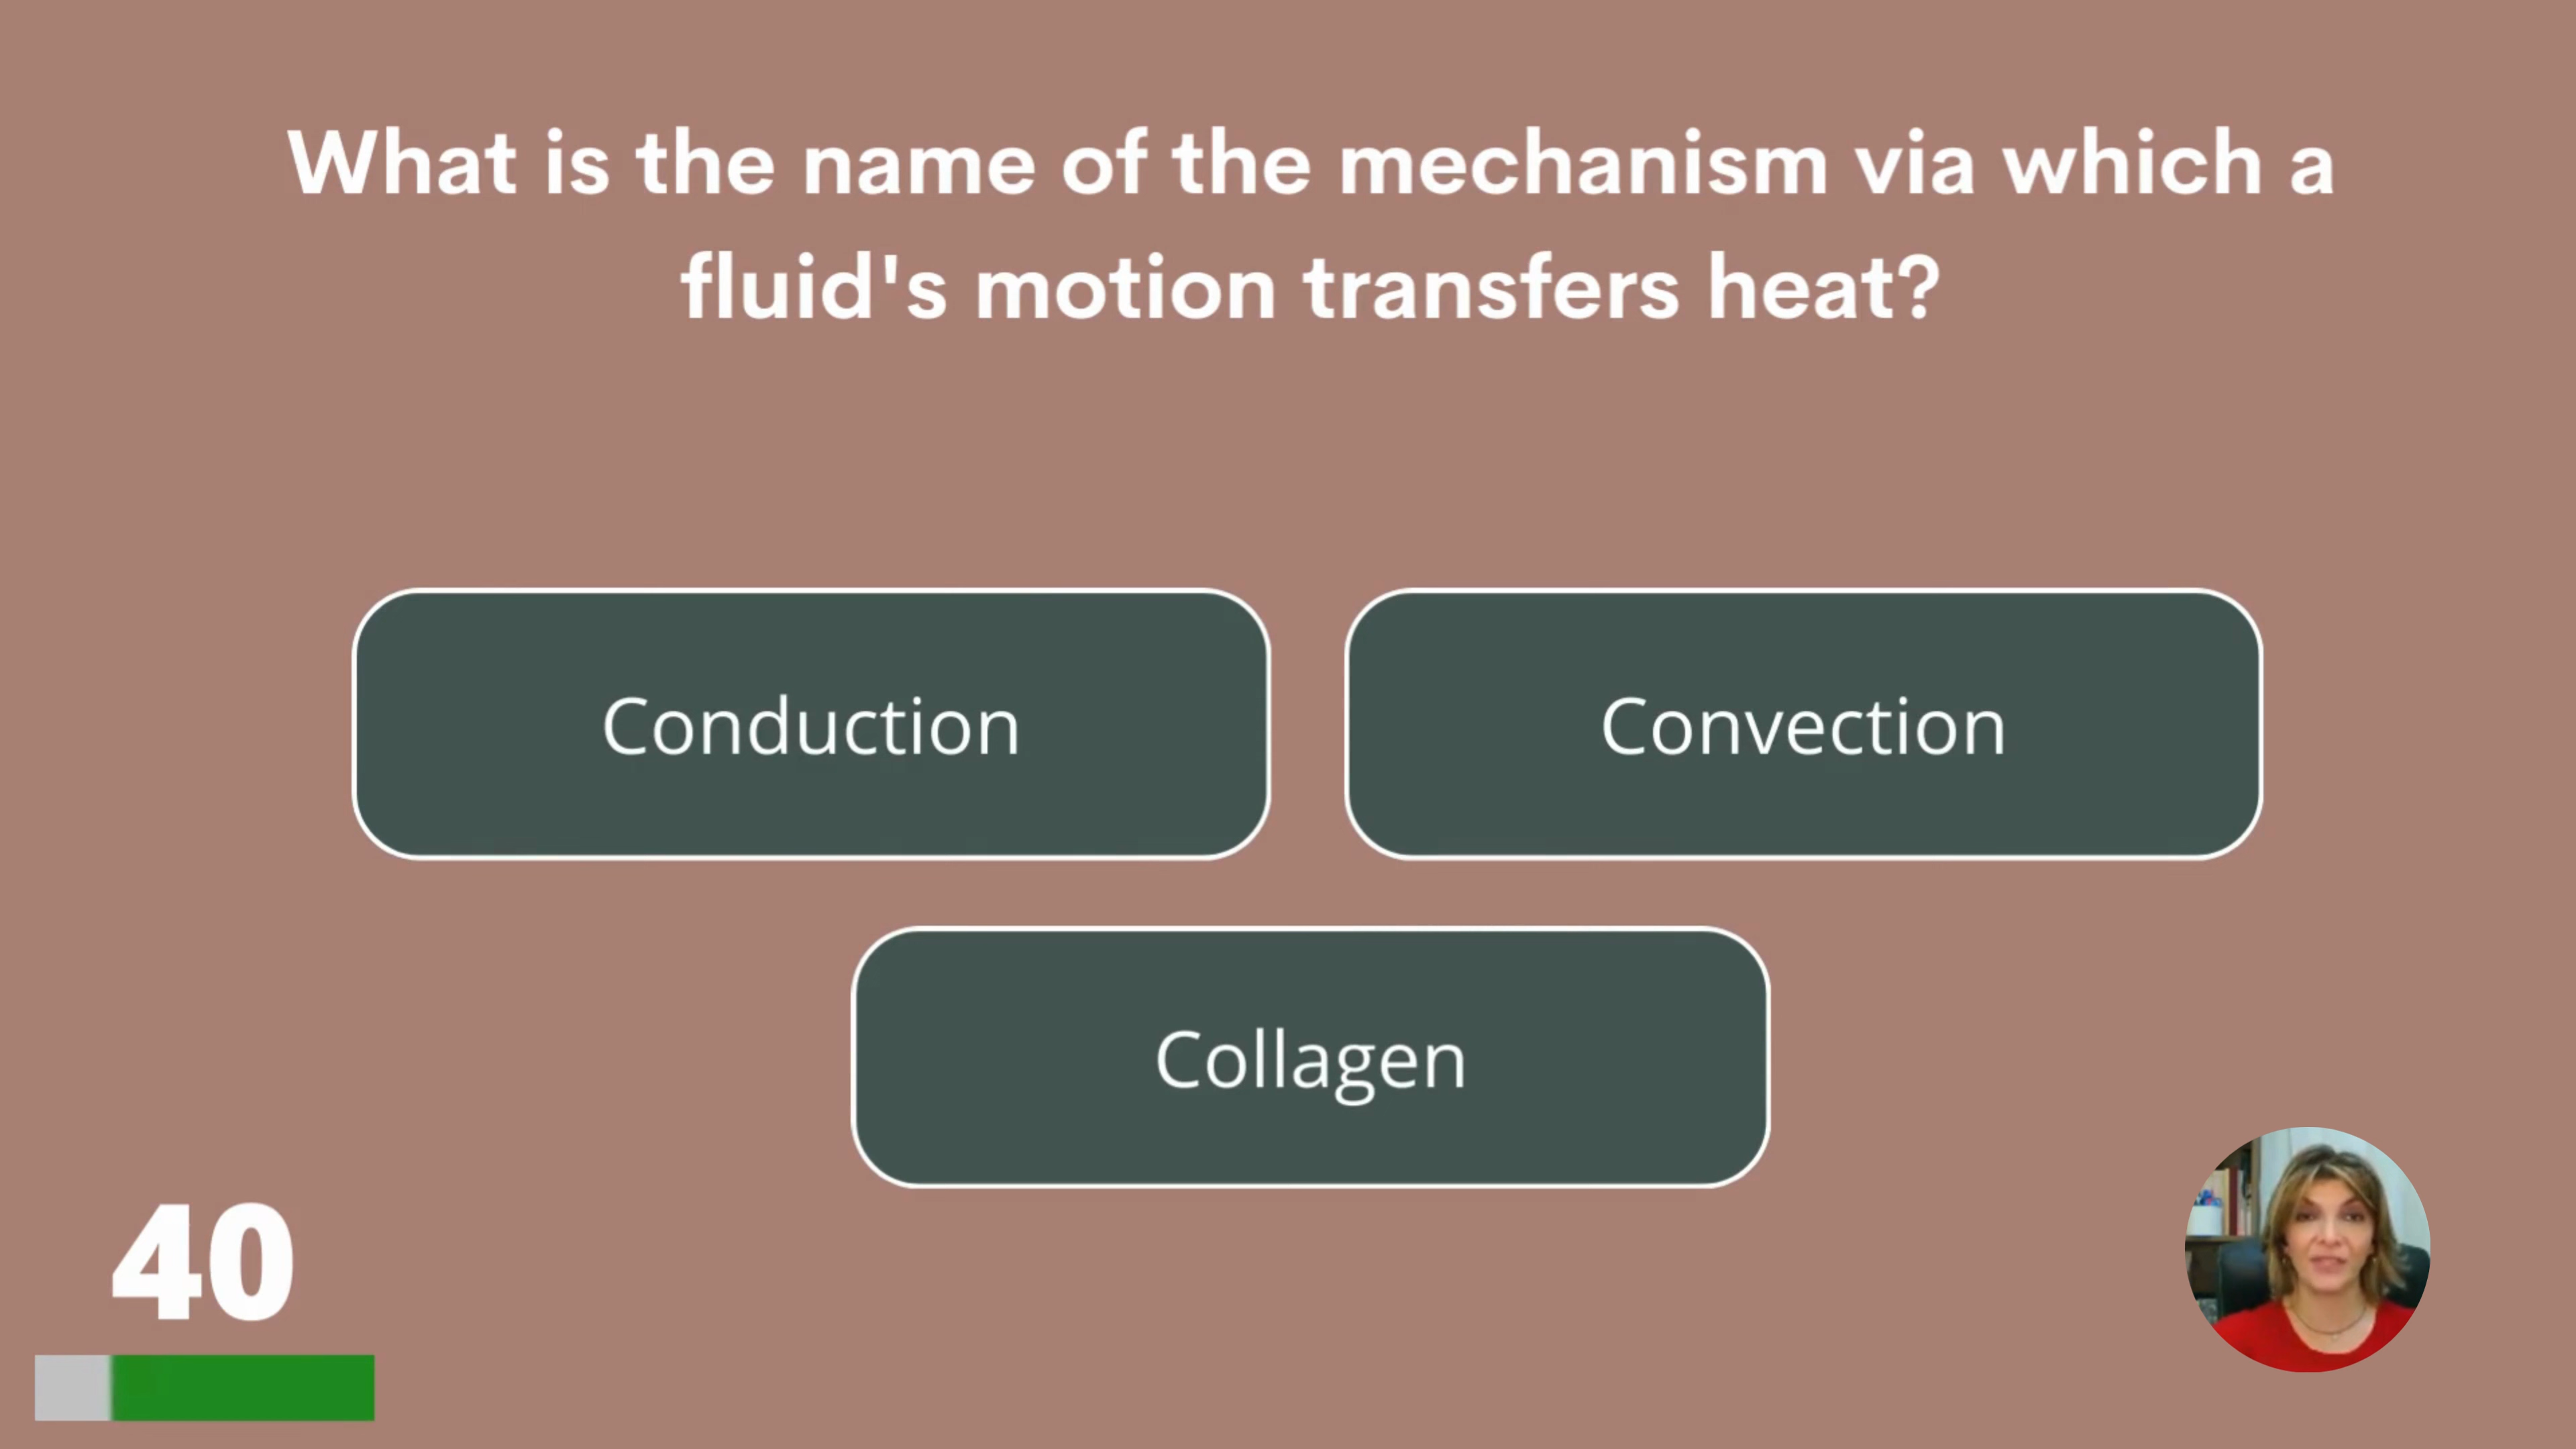 What is the name of the mechanism via which a
fluid's motion transfers heat?
Conduction
Convection
Collagen
40